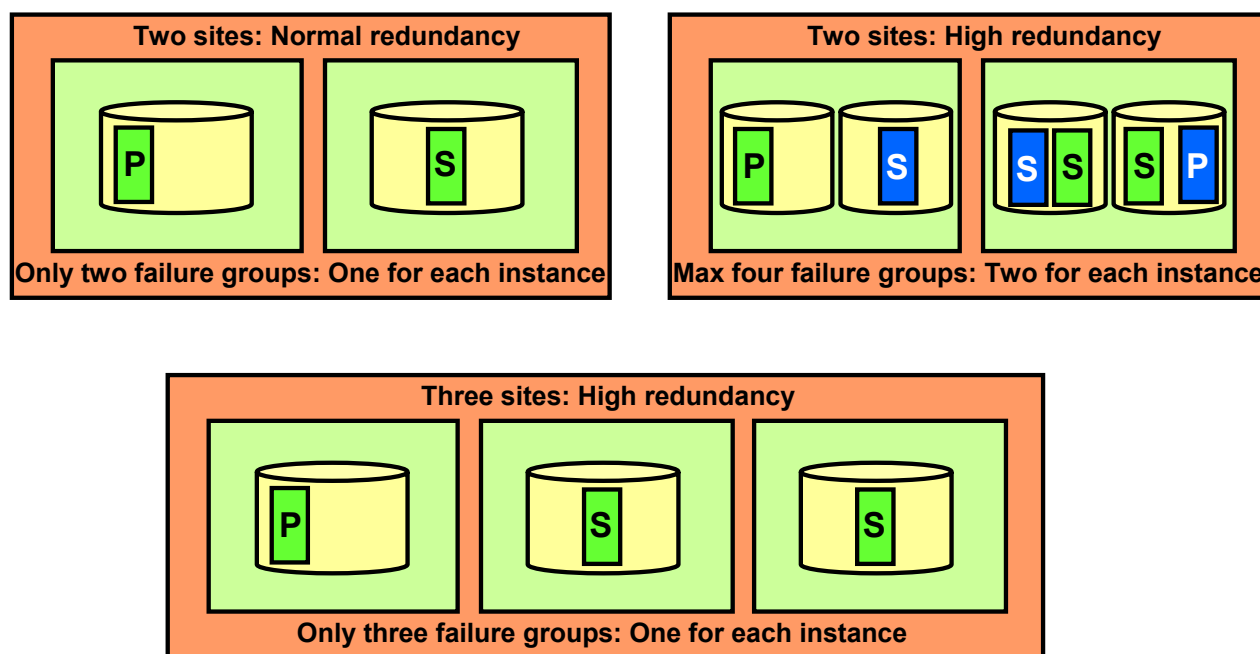 Two sites: Normal redundancy
P
S
Only two failure groups: One for each instance
Two sites: High redundancy
P
S
S
S
S
P
Max four failure groups: Two for each instance
Three sites: High redundancy
P
S
S
Only three failure groups: One for each instance